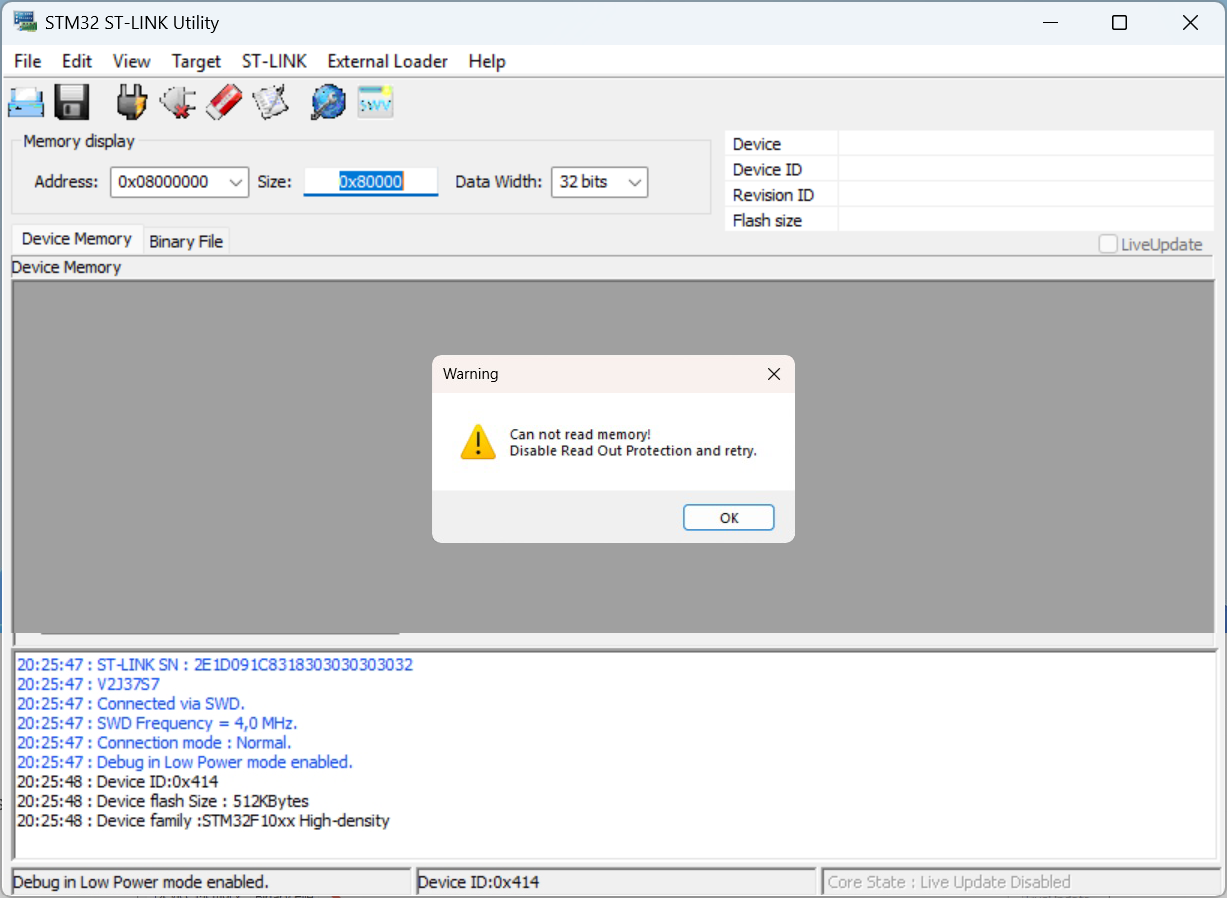 STM32 ST-LINK Utility
File Edit View Target ST-LINK External Loader Help
SWV
Memory display
Address: 0x08000000 Size: 0x80000 Data Width: 32 bits
Device
Device ID
Revision ID
Flash size
Device Memory Binary File
LiveUpdate
Device Memory
Warning
Can not read memory!
Disable Read Out Protection and retry.
OK
20:25:47 : ST-LINK SN : 2E1D091C8318303030303032
20:25:47 : V2J37S7
20:25:47 : Connected via SWD.
20:25:47 : SWD Frequency = 4,0 MHz.
20:25:47 : Connection mode : Normal.
20:25:47 : Debug in Low Power mode enabled.
20:25:48 : Device ID:0x414
20:25:48 : Device flash Size : 512KBytes
20:25:48 : Device family :STM32F10xx High-density
Debug in Low Power mode enabled. Device ID:0x414 Core State : Live Update Disabled